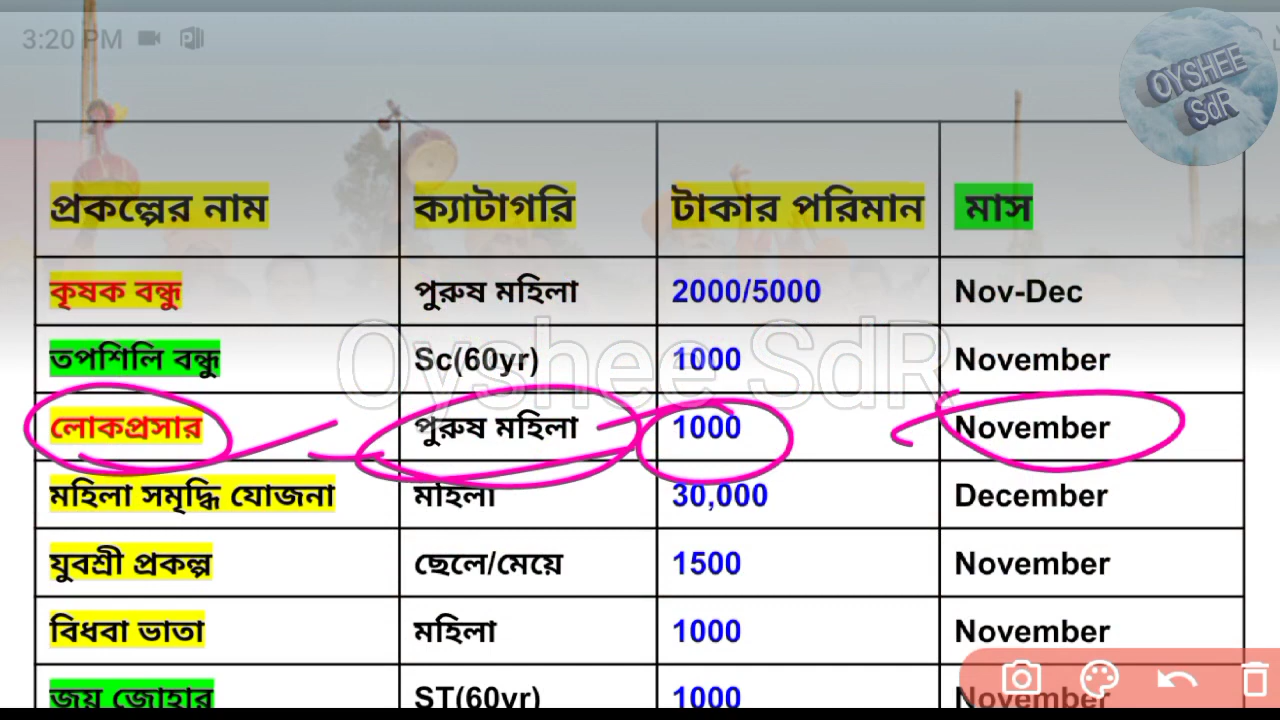 3:20 PM
OYSHEE
SdR
প্রকল্পের নাম ক্যাটাগরি টাকার পরিমান মাস
কৃষক বন্ধু পুরুষ মহিলা 2000/5000 Nov-Dec
তপশিলি বন্ধু Sc(60yr) 1000 November
Oyshee SdR
লোকপ্রসার পুরুষ মহিলা 1000 November
মহিলা সমৃদ্ধি যোজনা মহিলা 30,000 December
যুবশ্রী প্রকল্প ছেলে/মেয়ে 1500 November
বিধবা ভাতা মহিলা 1000 November
জয় জোহার ST(60yr) 1000 November